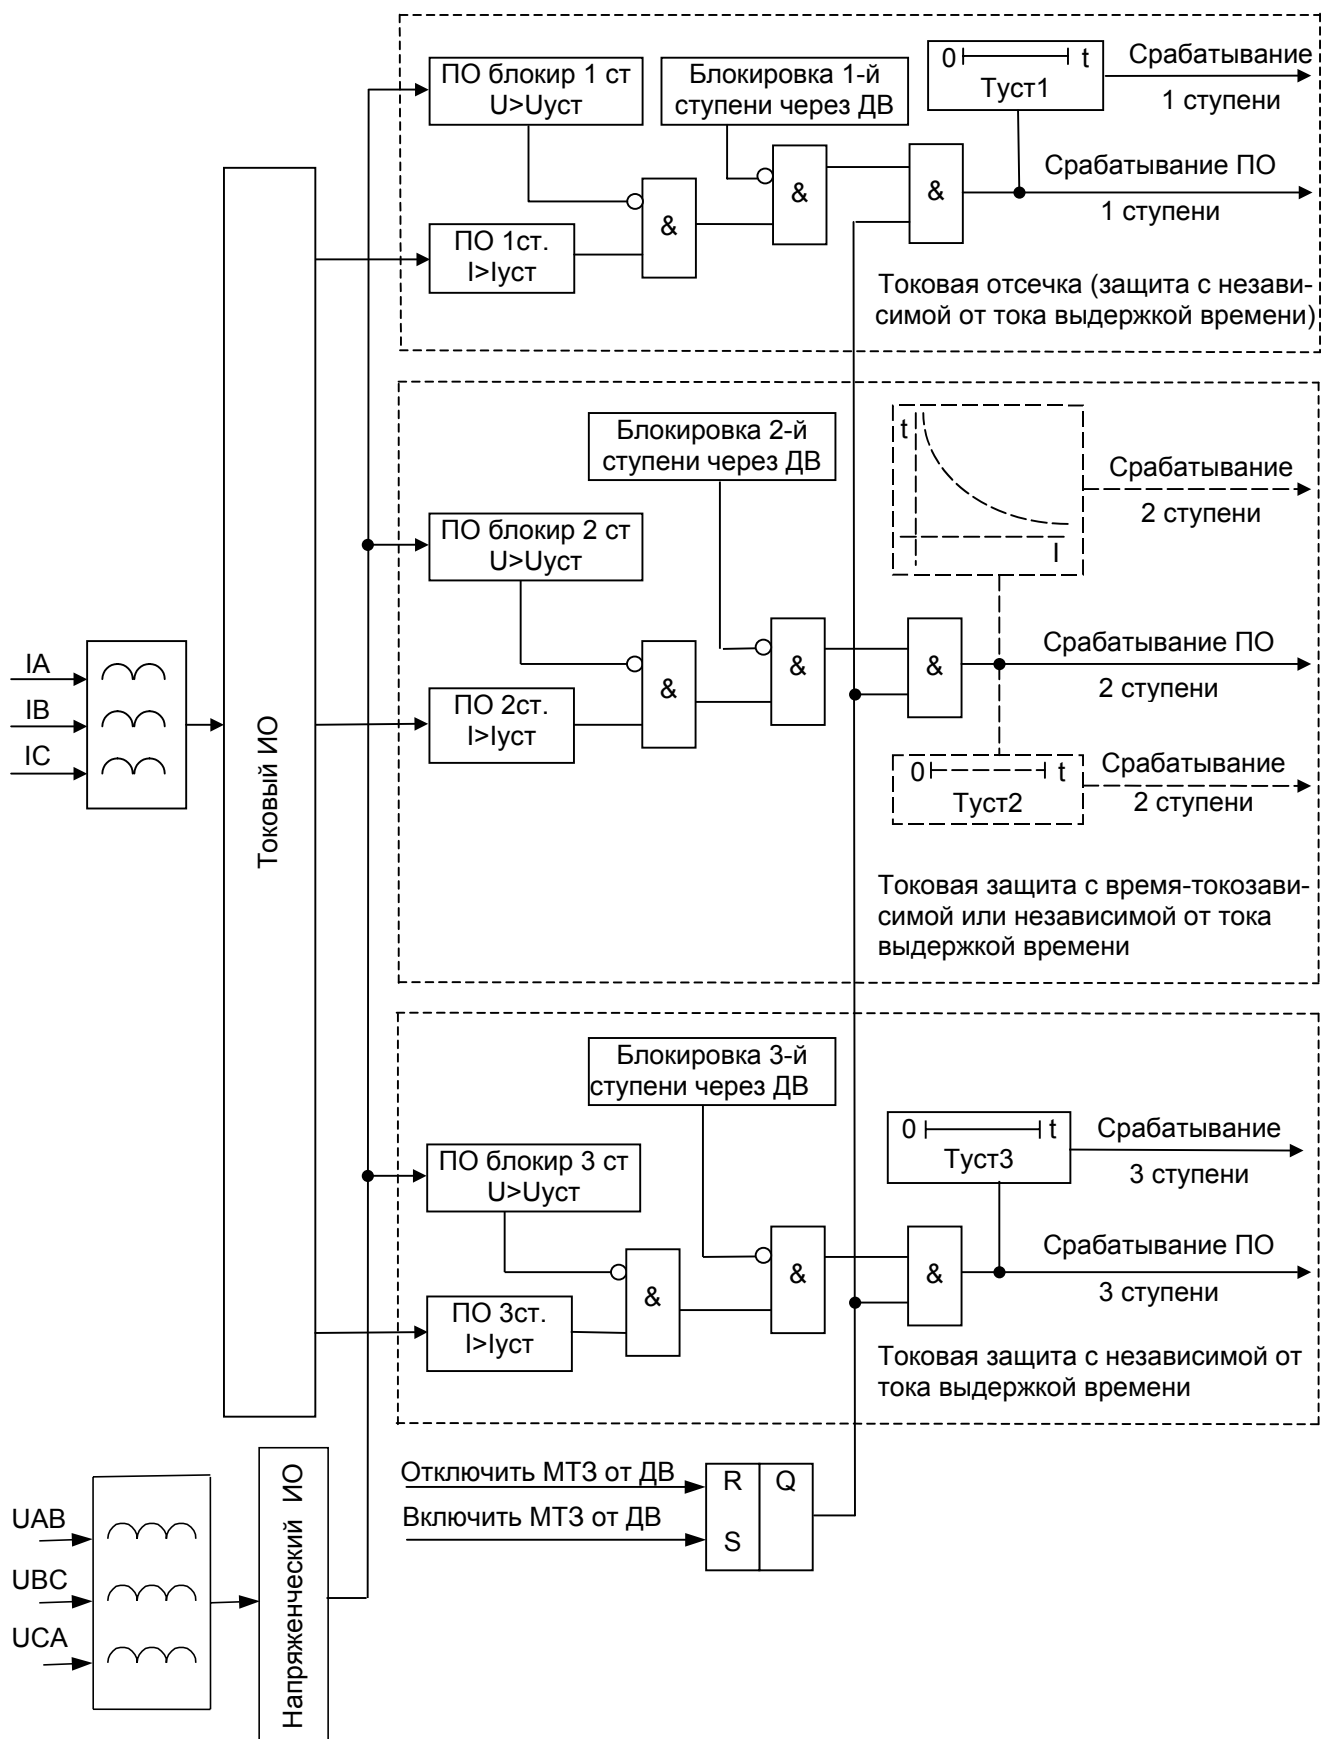 ПО блокир 1 ст
U>Uуст
Блокировка 1-й
ступени через ДВ
0 t
Туст1
Срабатывание
1 ступени
&
&
&
Срабатывание ПО
1 ступени
ПО 1ст.
I>Iуст
Токовая отсечка (защита с незави-
симой от тока выдержкой времени)
Блокировка 2-й
ступени через ДВ
t
I
Срабатывание
2 ступени
ПО блокир 2 ст
U>Uуст
&
&
&
Срабатывание ПО
2 ступени
ПО 2ст.
I>Iуст
0 t
Туст2
Срабатывание
2 ступени
Токовая защита с время-токозави-
симой или независимой от тока
выдержкой времени
IA
IB
IC
Токовый ИО
Блокировка 3-й
ступени через ДВ
0 t
Туст3
Срабатывание
3 ступени
ПО блокир 3 ст
U>Uуст
&
&
&
Срабатывание ПО
3 ступени
ПО 3ст.
I>Iуст
Токовая защита с независимой от
тока выдержкой времени
Отключить МТЗ от ДВ
Включить МТЗ от ДВ
R Q
S
UAB
UBC
UCA
Напряженческий ИО